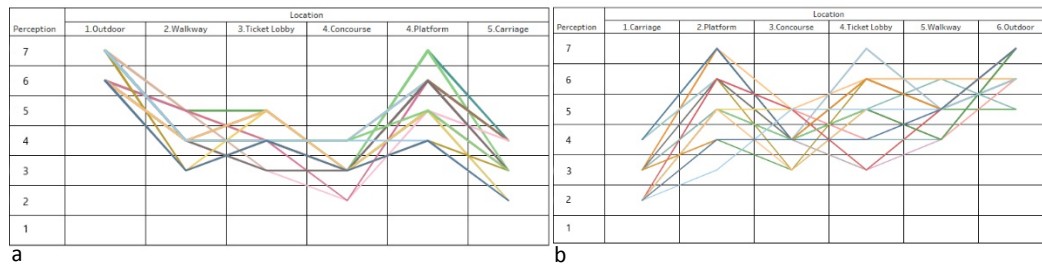 Location
Perception 1.Outdoor 2.Walkway 3.Ticket Lobby 4.Concourse 4.Platform 5.Carriage
7
6
5
4
3
2
1
a
Location
Perception 1.Carriage 2.Platform 3.Concourse 4.Ticket Lobby 5.Walkway 6.Outdoor
7
6
5
4
3
2
1
b